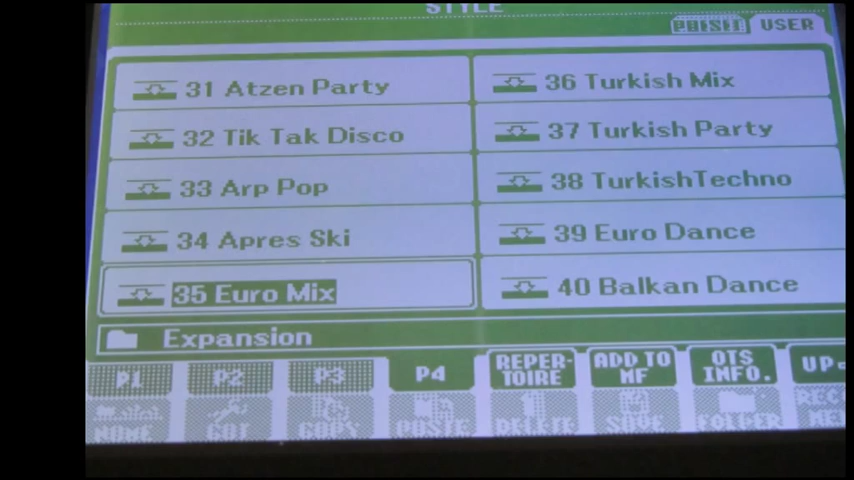 STYLE
PRESET USER
31 Atzen Party
32 Tik Tak Disco
33 Arp Pop
34 Apres Ski
35 Euro Mix
36 Turkish Mix
37 Turkish Party
38 TurkishTechno
39 Euro Dance
40 Balkan Dance
Expansion
P1 P2 P3 P4 REPER-TOIRE ADD TO MF OTS INFO. UP
NAME CUT COPY PASTE DELETE SAVE FOLDER